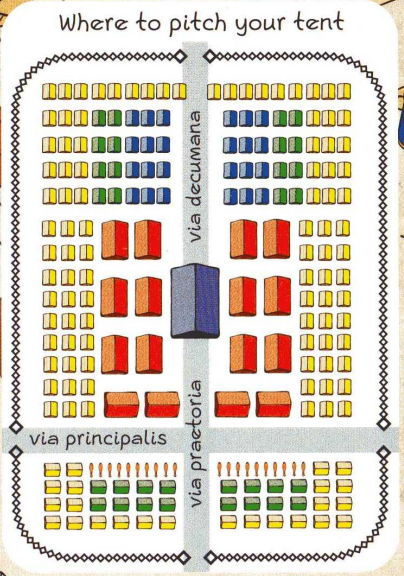 Where to pitch your tent
via decumana
via principalis
via praetoria